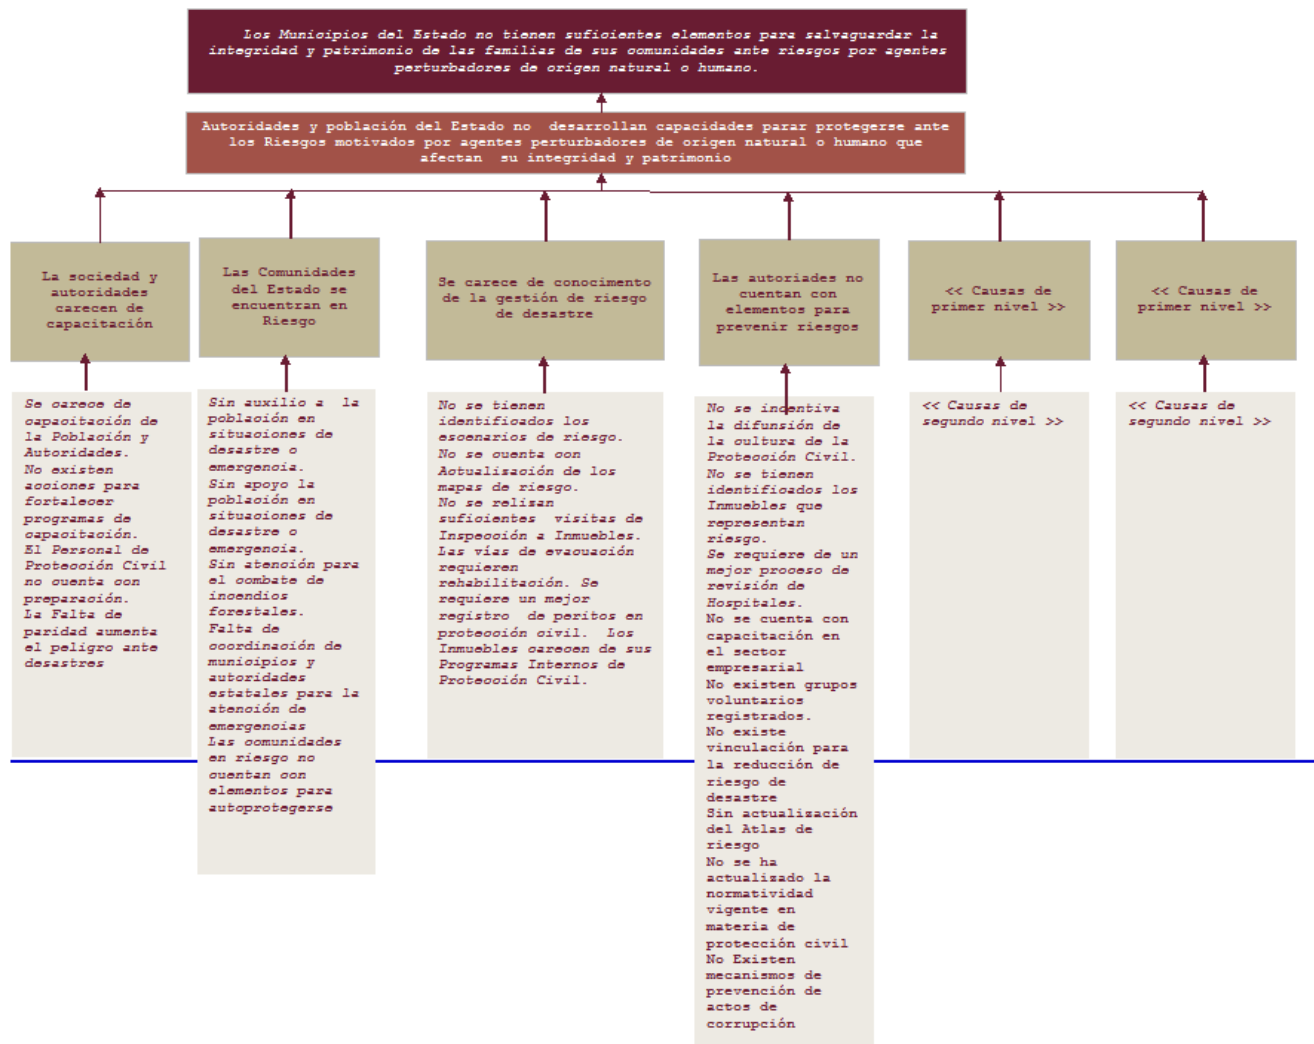 Los Municipios del Estado no tienen suficientes elementos para salvaguardar la
integridad y patrimonio de las familias de sus comunidades ante riesgos por agentes
perturbadores de origen natural o humano.
Autoridades y población del Estado no desarrollan capacidades parar protegerse ante
los Riesgos motivados por agentes perturbadores de origen natural o humano que
afectan su integridad y patrimonio
La sociedad y
autoridades
carecen de
capacitación
Las Comunidades
del Estado se
encuentran en
Riesgo
Se carece de conocimento
de la gestión de riesgo
de desastre
Las autoriades no
cuentan con
elementos para
prevenir riesgos
<< Causas de
primer nivel >>
<< Causas de
primer nivel >>
Se carece de
capacitación de
la Población y
Autoridades.
No existen
acciones para
fortalecer
programas de
capacitación.
El Personal de
Protección Civil
no cuenta con
preparación.
La Falta de
paridad aumenta
el peligro ante
desastres
Sin auxilio a la
población en
situaciones de
desastre o
emergencia.
Sin apoyo la
población en
situaciones de
desastre o
emergencia.
Sin atención para
el combate de
incendios
forestales.
Falta de
coordinación de
municipios y
autoridades
estatales para la
atención de
emergencias
Las comunidades
en riesgo no
cuentan con
elementos para
autoprotegerse
No se tienen
identificados los
escenarios de riesgo.
No se cuenta con
Actualización de los
mapas de riesgo.
No se relizan
suficientes visitas de
Inspección a Inmuebles.
Las vías de evacuación
requieren
rehabilitación. Se
requiere un mejor
registro de peritos en
protección civil. Los
Inmuebles carecen de sus
Programas Internos de
Protección Civil.
No se incentiva
la difusión de
la cultura de la
Protección Civil.
No se tienen
identificados los
Inmuebles que
representan
riesgo.
Se requiere de un
mejor proceso de
revisión de
Hospitales.
No se cuenta con
capacitación en
el sector
empresarial
No existen grupos
voluntarios
registrados.
No existe
vinculación para
la reducción de
riesgo de
desastre
Sin actualización
del Atlas de
riesgo
No se ha
actualizado la
normatividad
vigente en
materia de
protección civil
No Existen
mecanismos de
prevención de
actos de
corrupción
<< Causas de
segundo nivel >>
<< Causas de
segundo nivel >>